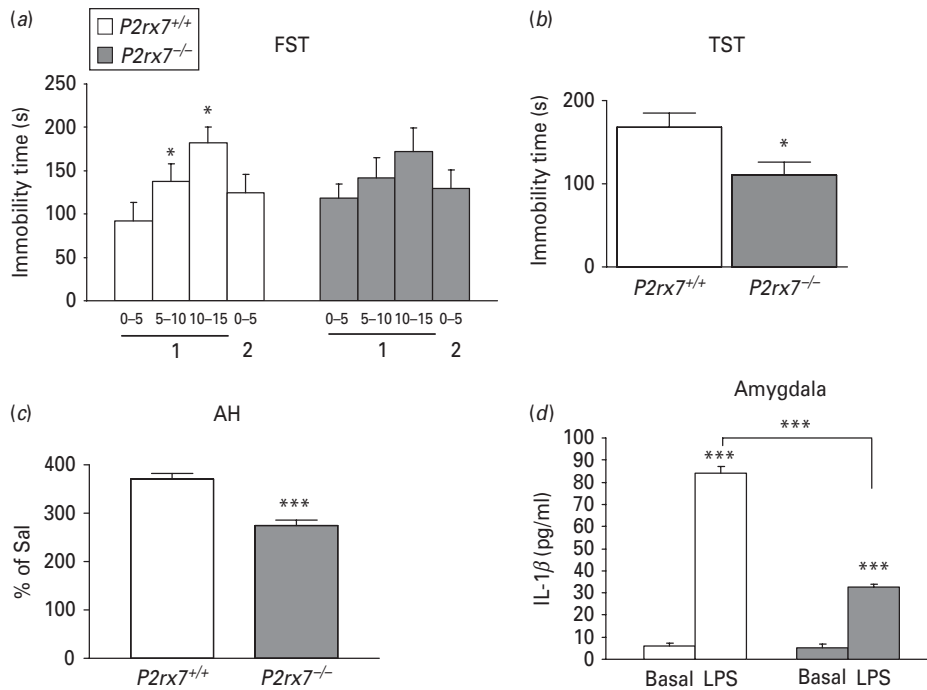 (a)
P2rx7+/+
P2rx7−/−
FST
Immobility time (s)
250
200
150
100
50
0
*
*
0–5 5–10 10–15 0–5
1 2
0–5 5–10 10–15 0–5
1 2
(b)
TST
Immobility time (s)
200
100
0
*
P2rx7+/+ P2rx7−/−
(c)
AH
% of Sal
400
300
200
100
0
***
P2rx7+/+ P2rx7−/−
(d)
Amygdala
IL-1β (pg/ml)
100
90
80
70
60
50
40
30
20
10
0
***
***
***
Basal LPS Basal LPS